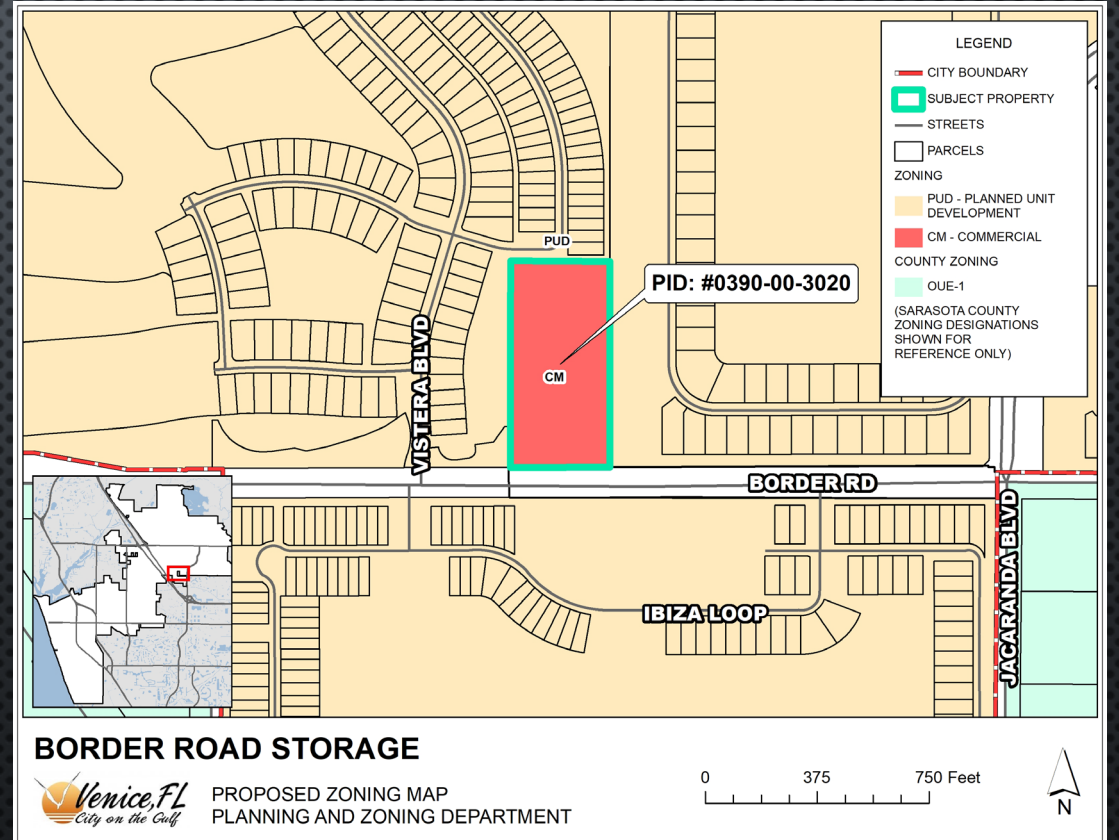 LEGEND
CITY BOUNDARY
SUBJECT PROPERTY
STREETS
PARCELS
ZONING
PUD - PLANNED UNIT
DEVELOPMENT
CM - COMMERCIAL
COUNTY ZONING
OUE-1
(SARASOTA COUNTY
ZONING DESIGNATIONS
SHOWN FOR
REFERENCE ONLY)
PUD
PID: #0390-00-3020
CM
VISTERA BLVD
BORDER RD
JACARANDA BLVD
IBIZA LOOP
BORDER ROAD STORAGE
Venice, FL
City on the Gulf
PROPOSED ZONING MAP
PLANNING AND ZONING DEPARTMENT
0 375 750 Feet
N